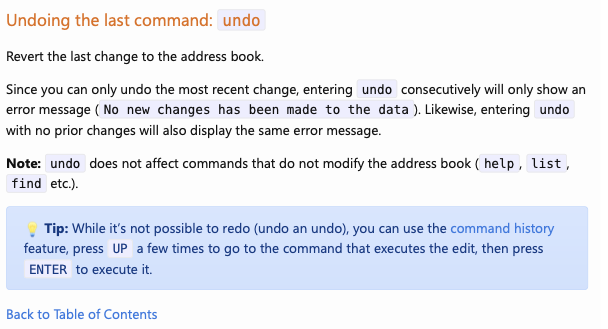 Undoing the last command: undo
Revert the last change to the address book.
Since you can only undo the most recent change, entering undo consecutively will only show an
error message (No new changes has been made to the data). Likewise, entering undo
with no prior changes will also display the same error message.
Note: undo does not affect commands that do not modify the address book (help, list,
find etc.).
💡 Tip: While it’s not possible to redo (undo an undo), you can use the command history
feature, press UP a few times to go to the command that executes the edit, then press
ENTER to execute it.
Back to Table of Contents